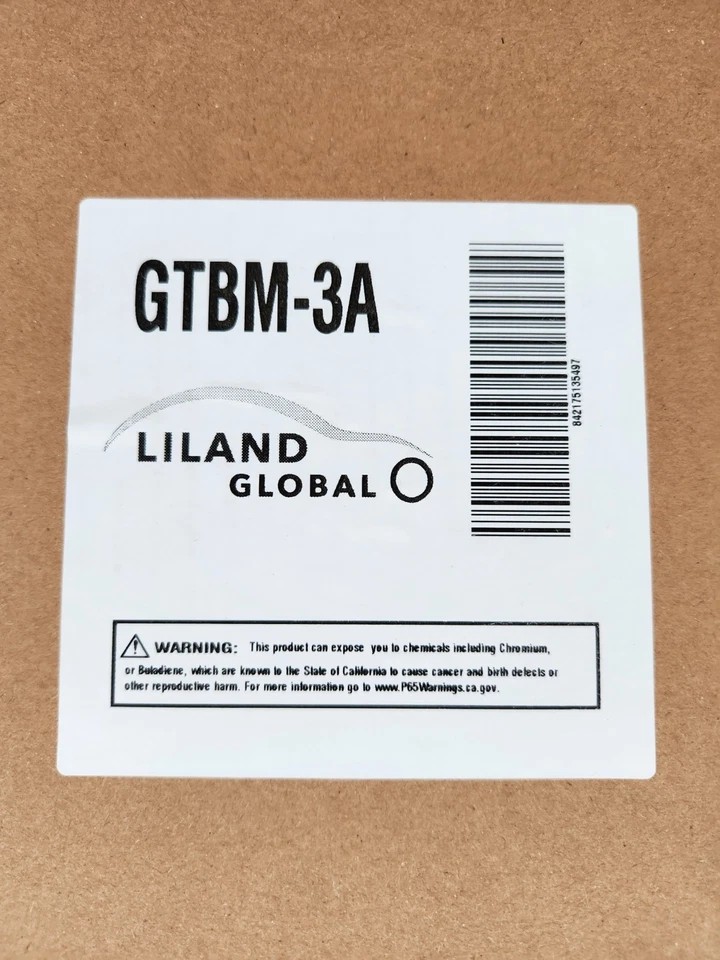 GTBM-3A
LILAND
GLOBAL
842175135497
WARNING: This product can expose you to chemicals including Chromium,
or Butadiene, which are known to the State of California to cause cancer and birth defects or
other reproductive harm. For more information go to www.P65Warnings.ca.gov.